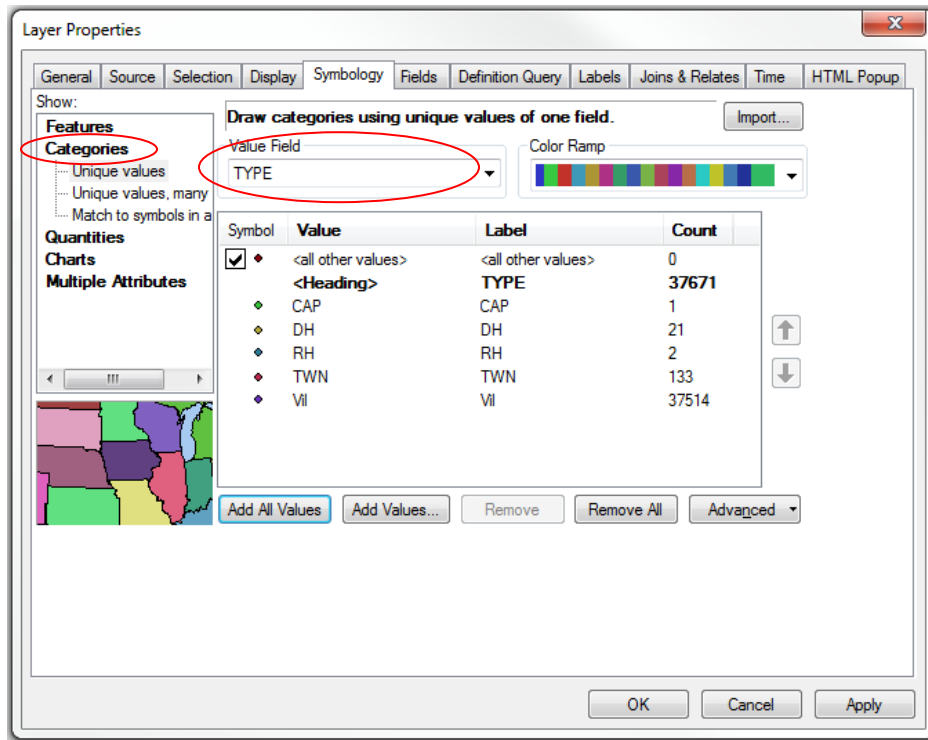 Layer Properties
General Source Selection Display Symbology Fields Definition Query Labels Joins & Relates Time HTML Popup
Show:
Features
Categories
Unique values
Unique values, many
Match to symbols in a
Quantities
Charts
Multiple Attributes
Draw categories using unique values of one field.
Import...
Value Field
TYPE
Color Ramp
Symbol Value Label Count
<all other values> <all other values> 0
<Heading> TYPE 37671
CAP CAP 1
DH DH 21
RH RH 2
TWN TWN 133
Vil Vil 37514
Add All Values Add Values... Remove Remove All Advanced
OK Cancel Apply